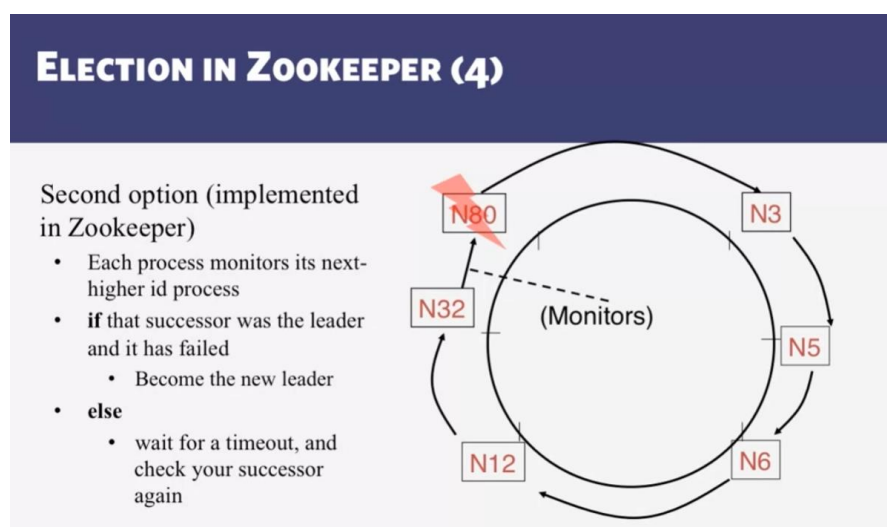 ELECTION IN ZOOKEEPER (4)
Second option (implemented
in Zookeeper)
• Each process monitors its next-
higher id process
• if that successor was the leader
and it has failed
• Become the new leader
• else
• wait for a timeout, and
check your successor
again
N80
N3
N32
(Monitors)
N5
N12
N6